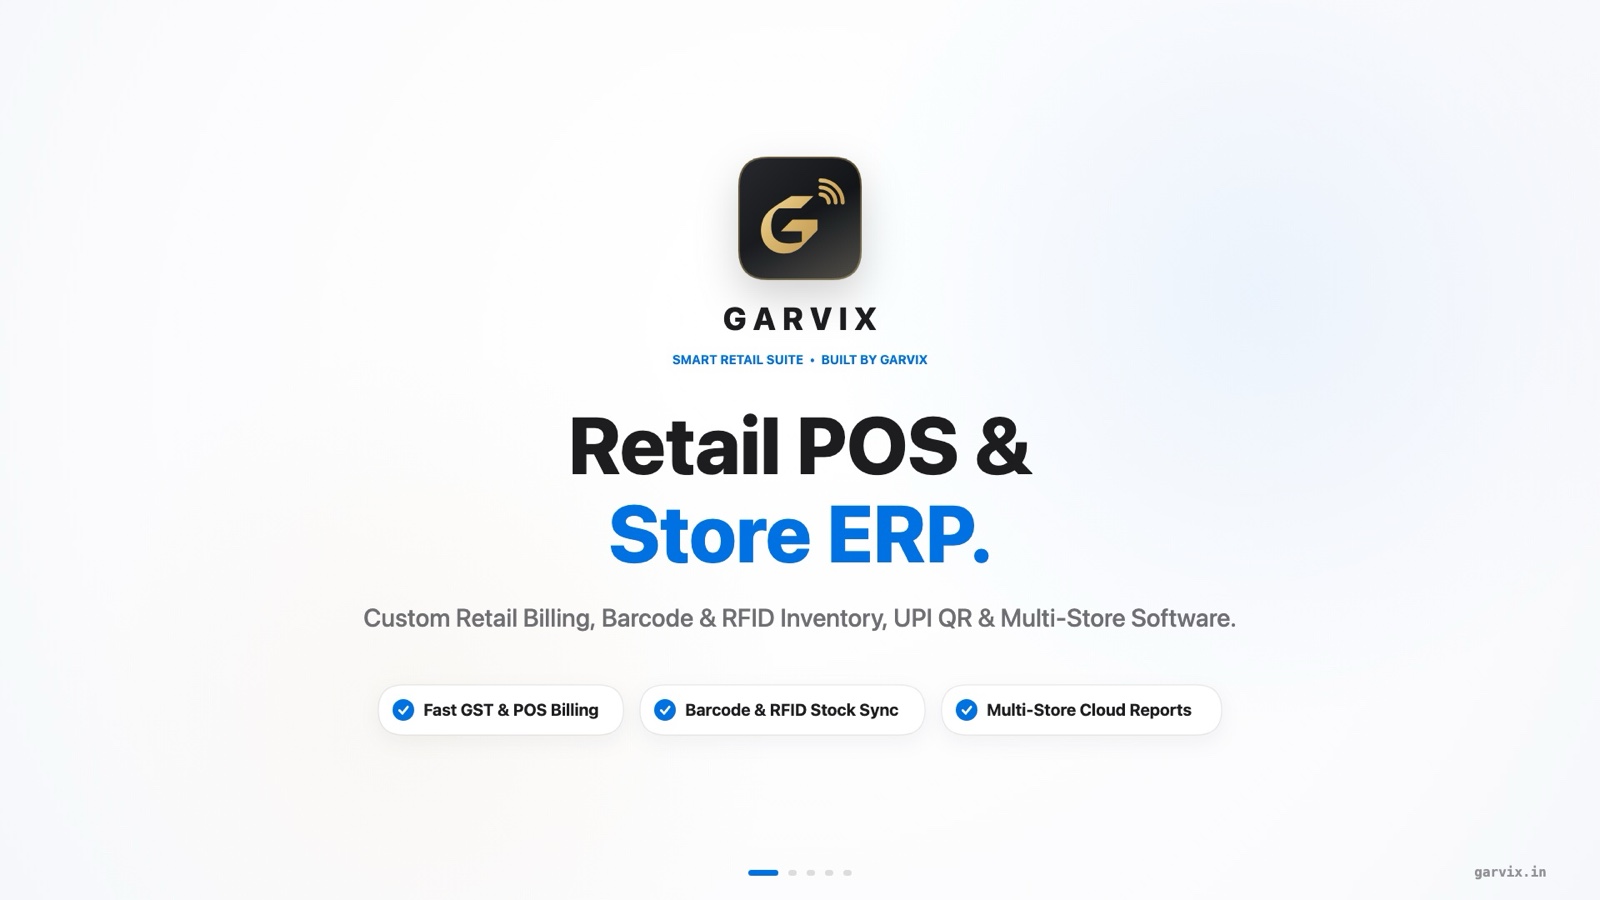 GARVIX
SMART RETAIL SUITE • BUILT BY GARVIX
Retail POS &
Store ERP.
Custom Retail Billing, Barcode & RFID Inventory, UPI QR & Multi-Store Software.
Fast GST & POS Billing
Barcode & RFID Stock Sync
Multi-Store Cloud Reports
garvix.in